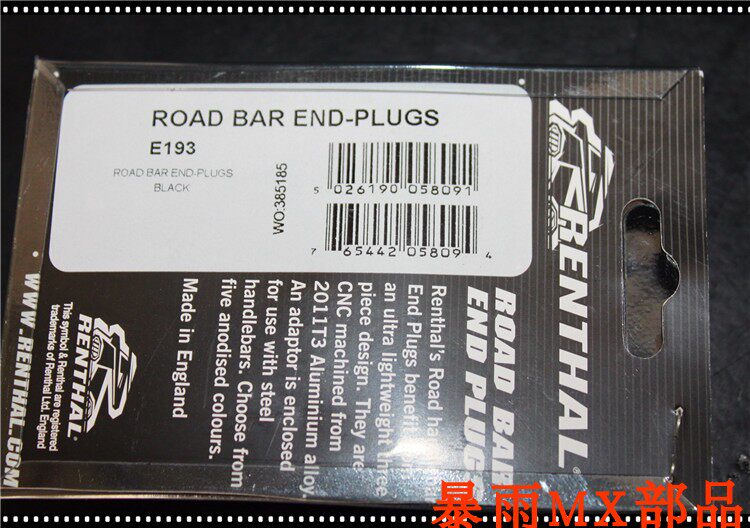 ROAD BAR END-PLUGS
E193
ROAD BAR END-PLUGS
BLACK
WO:385185
5 026190 058091
7 65442 05809 4
RENTHAL®
ROAD BAR
END PLUGS
Renthal's Road
End Plugs
an ultra lightweight three
piece design. They are
CNC machined from
2011T3 Aluminium alloy.
An adaptor is enclosed
for use with steel
handlebars. Choose from
five anodised colours.
Made in England
RENTHAL®
This symbol & Renthal are registered
trademarks of Renthal Ltd. England
• WWW.RENTHAL.COM
暴雨MX部品